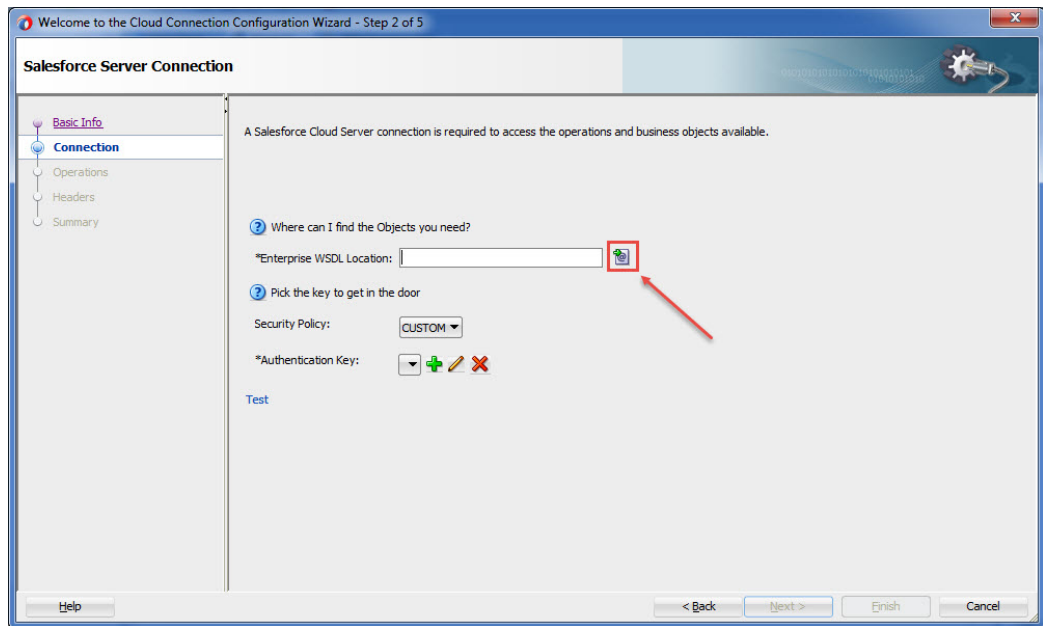 Welcome to the Cloud Connection Configuration Wizard - Step 2 of 5
Salesforce Server Connection
Basic Info
Connection
Operations
Headers
Summary
A Salesforce Cloud Server connection is required to access the operations and business objects available.
Where can I find the Objects you need?
*Enterprise WSDL Location:
Pick the key to get in the door
Security Policy: CUSTOM
*Authentication Key:
Test
Help < Back Next > Finish Cancel